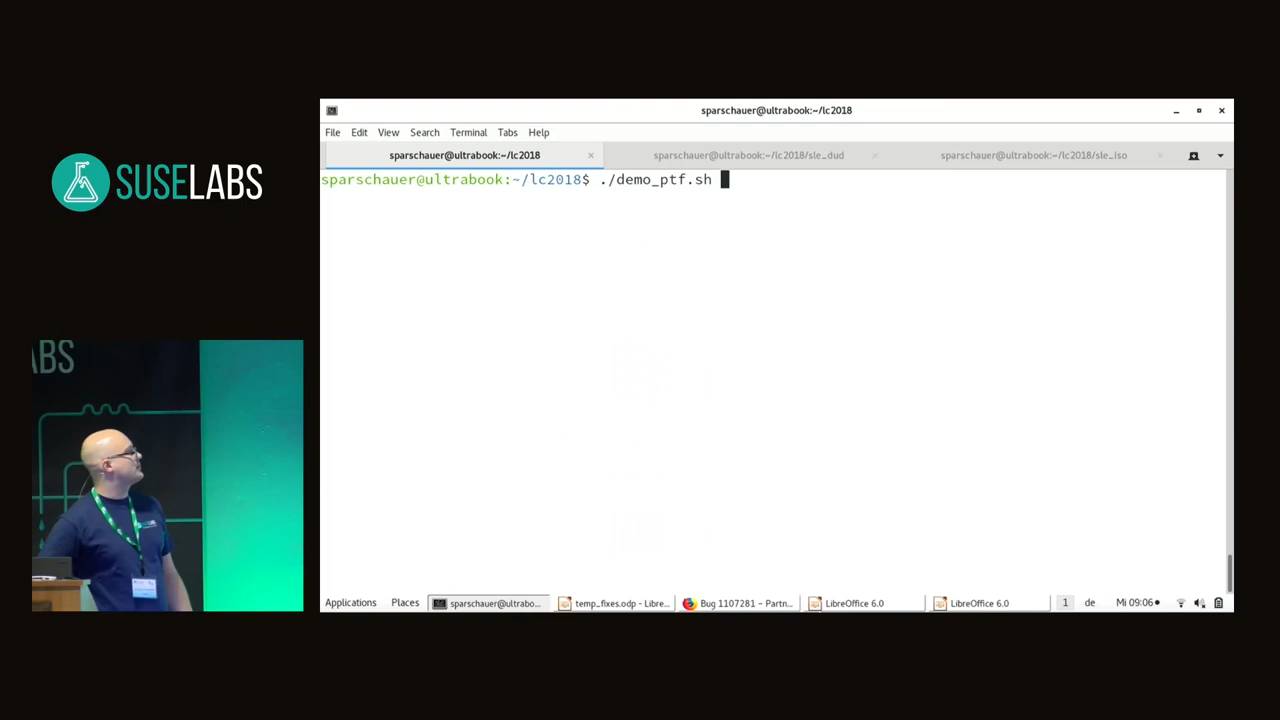 SUSELABS
ABS
sparschauer@ultrabook:~/lc2018
File Edit View Search Terminal Tabs Help
sparschauer@ultrabook:~/lc2018 sparschauer@ultrabook:~/lc2018/sle_dud sparschauer@ultrabook:~/lc2018/sle_iso
sparschauer@ultrabook:~/lc2018$ ./demo_ptf.sh
Applications Places sparschauer@ultrabo... temp_fixes.odp - Libre... Bug 1107281 – Partn... LibreOffice 6.0 LibreOffice 6.0 1 de Mi 09:06